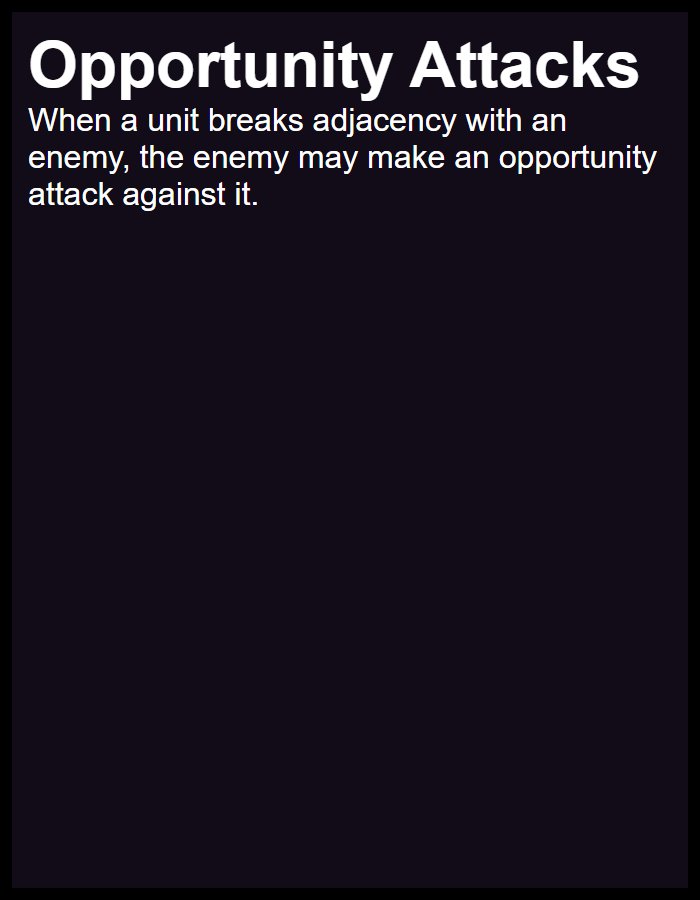 Opportunity Attacks
When a unit breaks adjacency with an
enemy, the enemy may make an opportunity
attack against it.